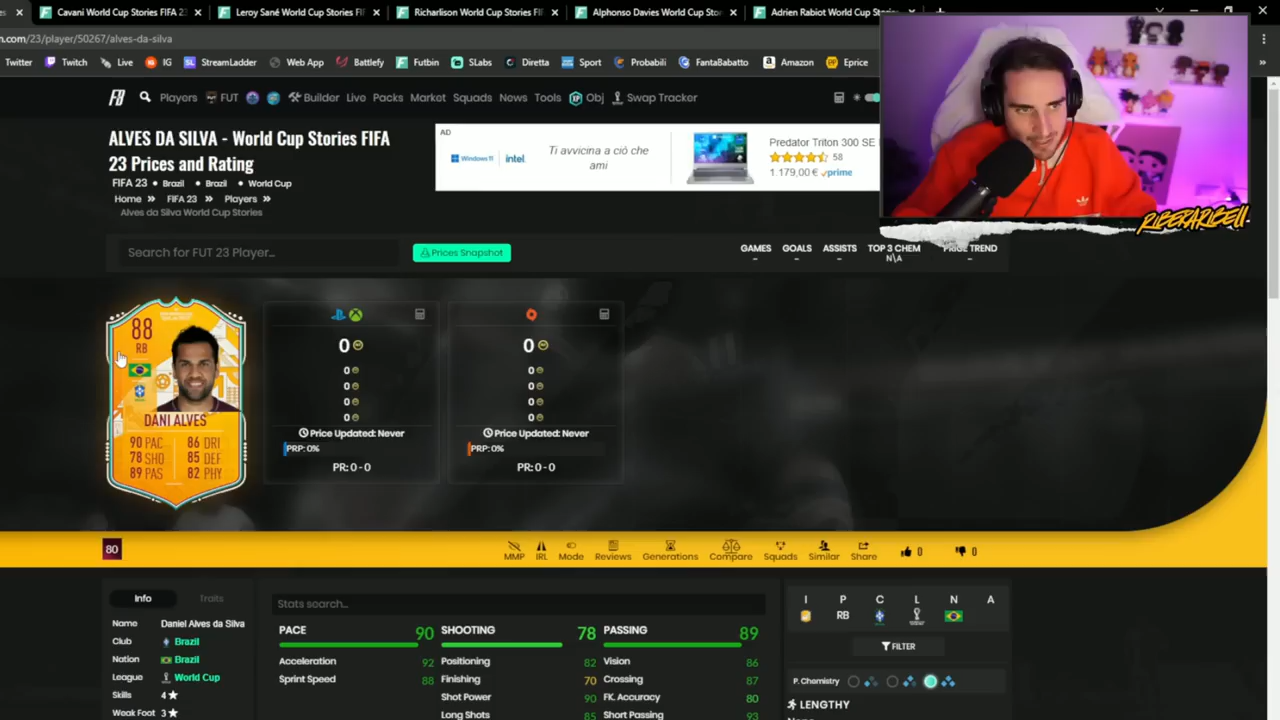 Cavani World Cup Stories FIFA 23
Leroy Sané World Cup Stories FIF
Richarlison World Cup Stories FIF
Alphonso Davies World Cup Stor
Adrien Rabiot World Cup Stories
.com/23/player/50267/alves-da-silva
Twitter
Twitch
Live
IG
SL StreamLadder
Web App
Battlefy
Futbin
SLabs
Diretta
Sport
Probabili
FantaBabatto
Amazon
Eprice
Players
FUT
Builder
Live
Packs
Market
Squads
News
Tools
Obj
Swap Tracker
ALVES DA SILVA - World Cup Stories FIFA
23 Prices and Rating
FIFA 23
Brazil
Brazil
World Cup
Home
FIFA 23
Players
Alves da Silva World Cup Stories
AD
Windows 11
intel
Ti avvicina a ciò che
ami
Predator Triton 300 SE
58
1.179,00 € prime
RIBERARIBELL
Search for FUT 23 Player...
Prices Snapshot
GAMES
GOALS
ASSISTS
TOP 3 CHEM
PRICE TREND
–
–
–
N\A
–
88
RB
DANI ALVES
90 PAC
86 DRI
78 SHO
85 DEF
89 PAS
82 PHY
0
0
0
0
0
Price Updated: Never
PRP: 0%
PR: 0 - 0
0
0
0
0
0
Price Updated: Never
PRP: 0%
PR: 0 - 0
80
MMP
IRL
Mode
Reviews
Generations
Compare
Squads
Similar
Share
0
0
Info
Traits
Name
Daniel Alves da Silva
Club
Brazil
Nation
Brazil
League
World Cup
Skills
4
Weak Foot
3
Stats search...
PACE
90
Acceleration
92
Sprint Speed
88
SHOOTING
78
Positioning
82
Finishing
70
Shot Power
90
Long Shots
85
PASSING
89
Vision
86
Crossing
87
FK. Accuracy
80
Short Passing
93
I
P
C
L
N
A
RB
FILTER
P. Chemistry
LENGTHY
None